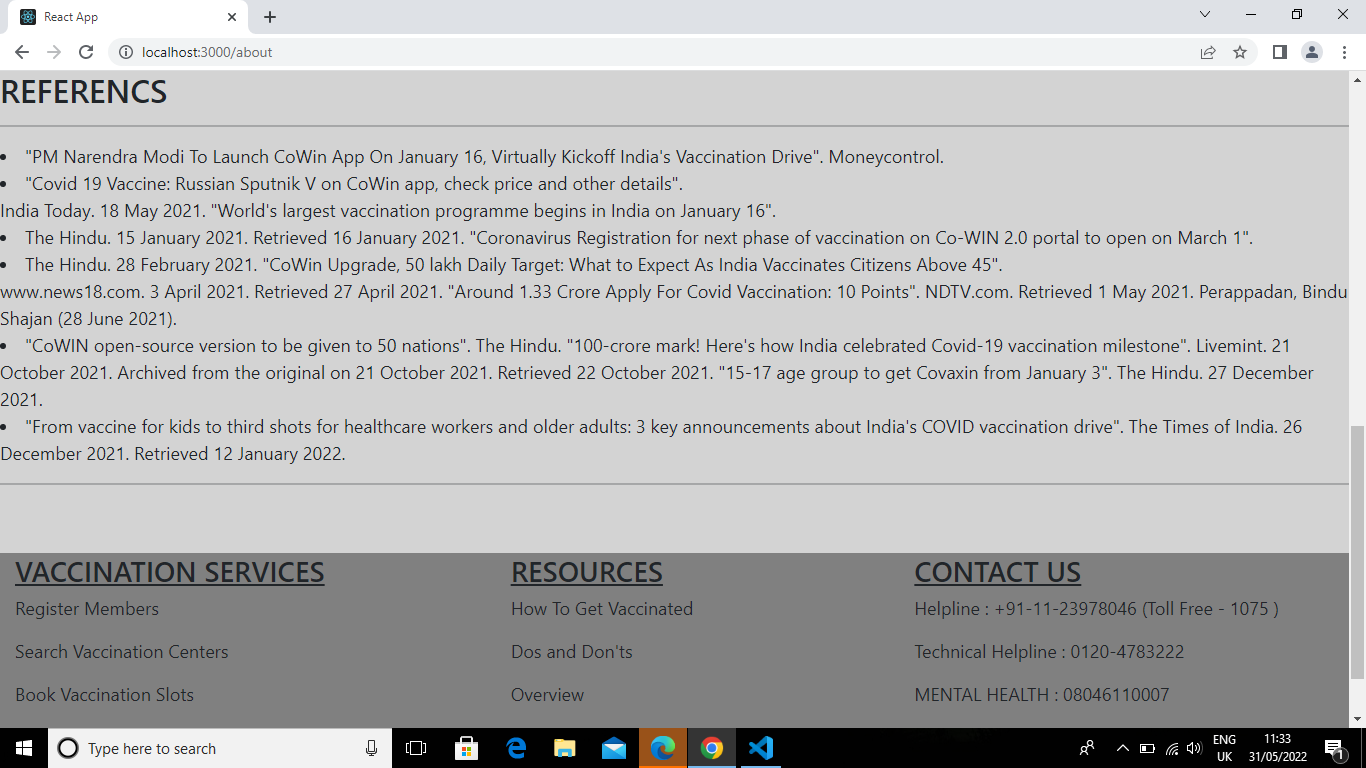 React App
localhost:3000/about
REFERENCS
• "PM Narendra Modi To Launch CoWin App On January 16, Virtually Kickoff India's Vaccination Drive". Moneycontrol.
• "Covid 19 Vaccine: Russian Sputnik V on CoWin app, check price and other details".
India Today. 18 May 2021. "World's largest vaccination programme begins in India on January 16".
• The Hindu. 15 January 2021. Retrieved 16 January 2021. "Coronavirus Registration for next phase of vaccination on Co-WIN 2.0 portal to open on March 1".
• The Hindu. 28 February 2021. "CoWin Upgrade, 50 lakh Daily Target: What to Expect As India Vaccinates Citizens Above 45".
www.news18.com. 3 April 2021. Retrieved 27 April 2021. "Around 1.33 Crore Apply For Covid Vaccination: 10 Points". NDTV.com. Retrieved 1 May 2021. Perappadan, Bindu
Shajan (28 June 2021).
• "CoWIN open-source version to be given to 50 nations". The Hindu. "100-crore mark! Here's how India celebrated Covid-19 vaccination milestone". Livemint. 21
October 2021. Archived from the original on 21 October 2021. Retrieved 22 October 2021. "15-17 age group to get Covaxin from January 3". The Hindu. 27 December
2021.
• "From vaccine for kids to third shots for healthcare workers and older adults: 3 key announcements about India's COVID vaccination drive". The Times of India. 26
December 2021. Retrieved 12 January 2022.
VACCINATION SERVICES
Register Members
Search Vaccination Centers
Book Vaccination Slots
RESOURCES
How To Get Vaccinated
Dos and Don'ts
Overview
CONTACT US
Helpline : +91-11-23978046 (Toll Free - 1075 )
Technical Helpline : 0120-4783222
MENTAL HEALTH : 08046110007
Type here to search
ENG
UK
11:33
31/05/2022
1